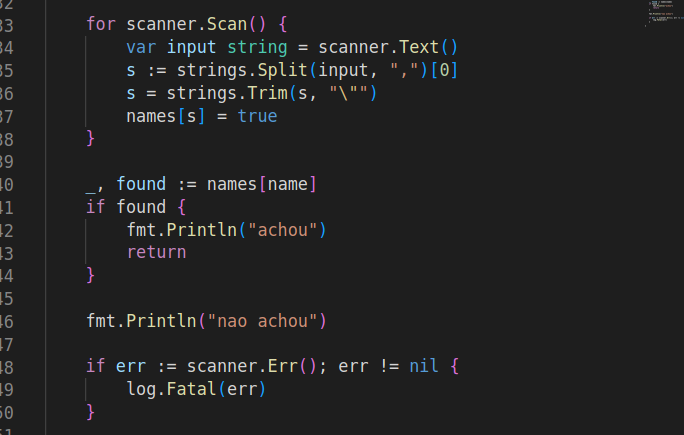 32
33 for scanner.Scan() {
34 var input string = scanner.Text()
35 s := strings.Split(input, ",")[0]
36 s = strings.Trim(s, "\"")
37 names[s] = true
38 }
39
40 _, found := names[name]
41 if found {
42 fmt.Println("achou")
43 return
44 }
45
46 fmt.Println("nao achou")
47
48 if err := scanner.Err(); err != nil {
49 log.Fatal(err)
50 }
51